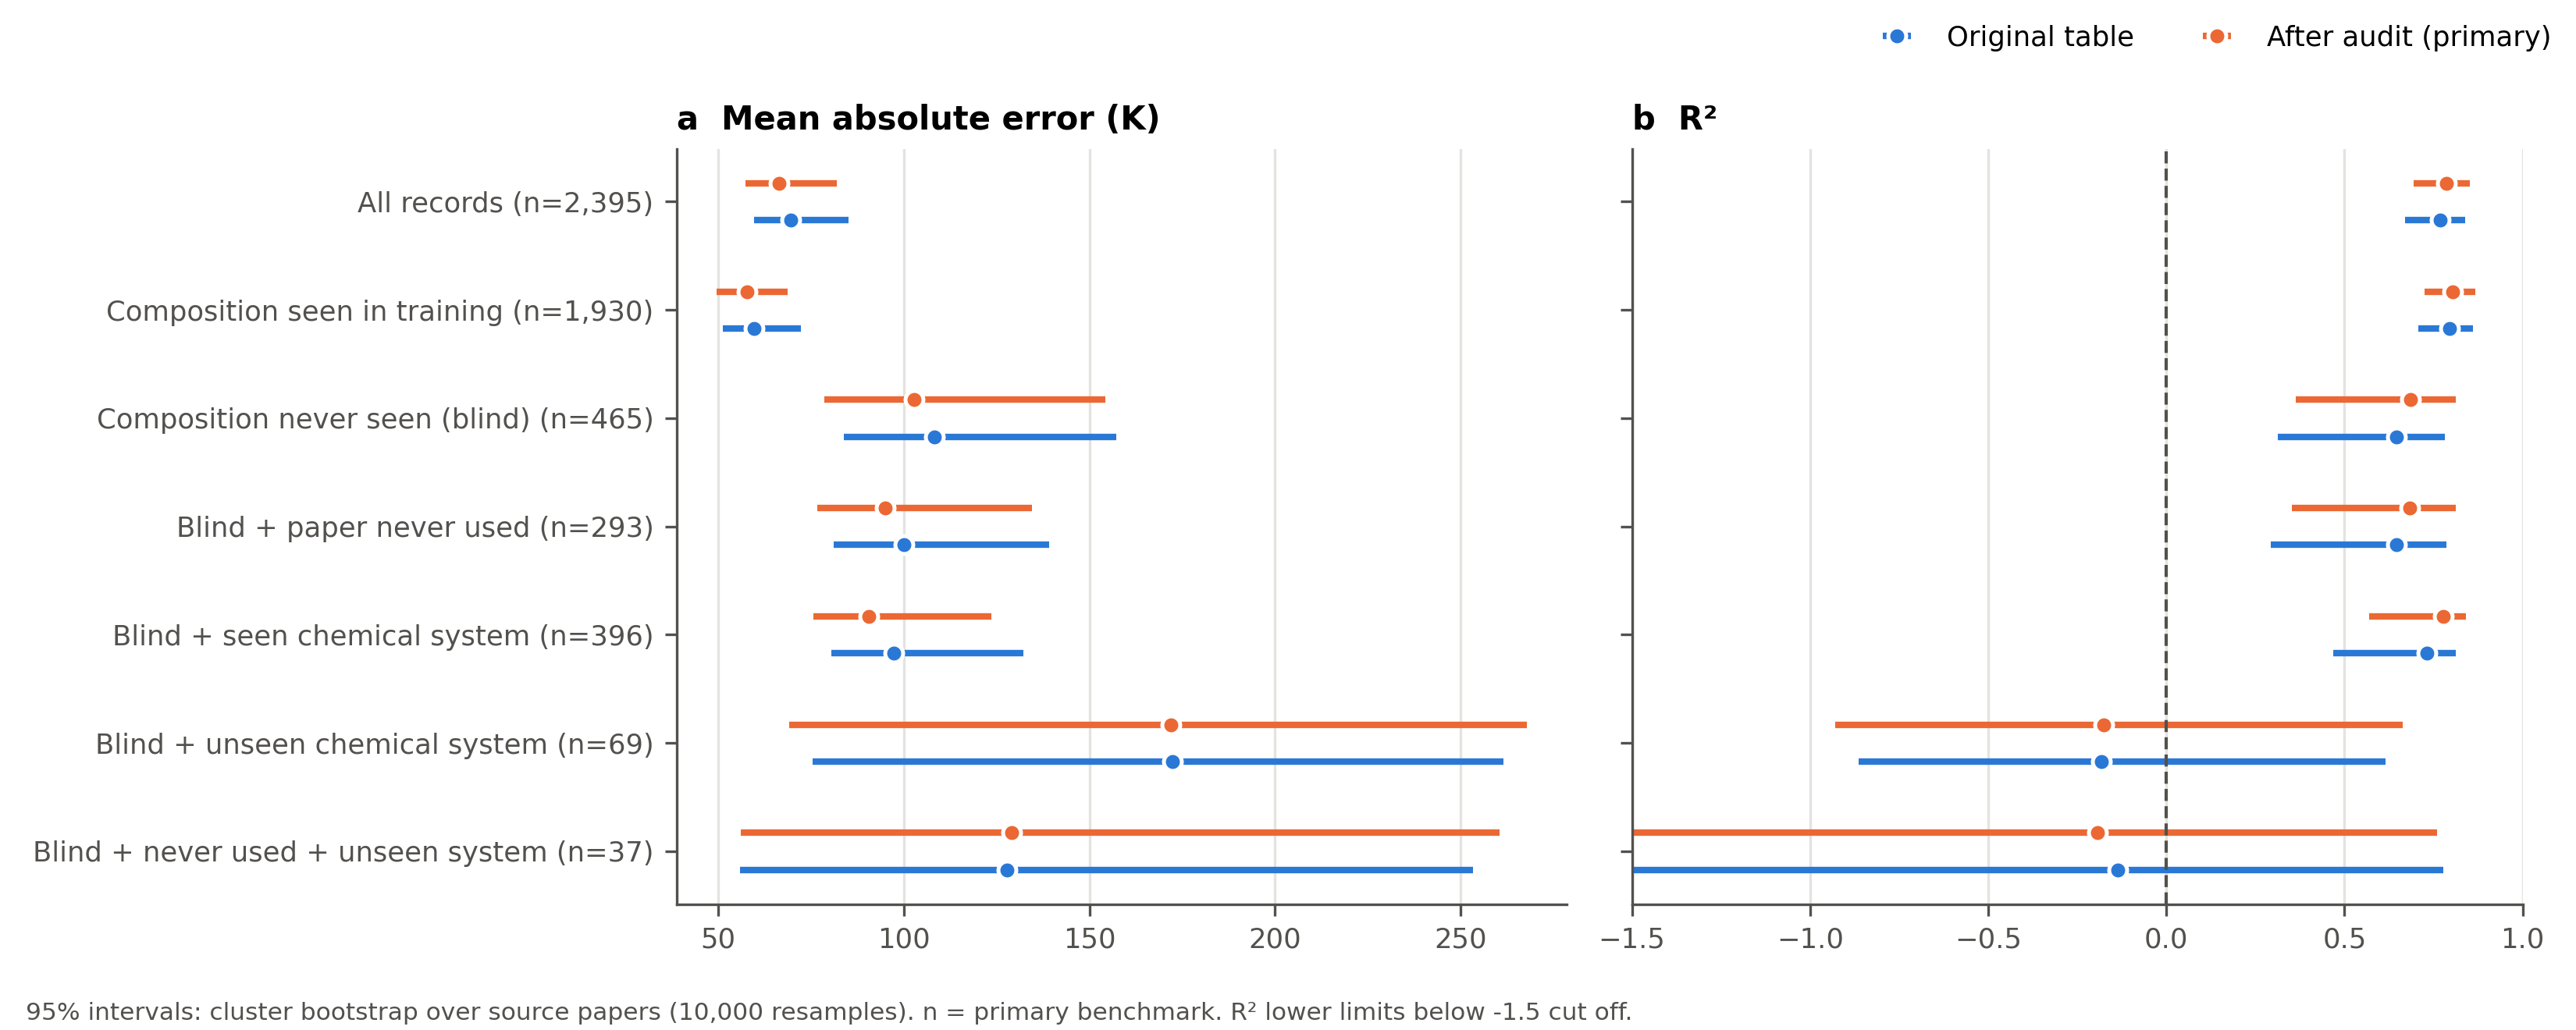 Original table
After audit (primary)
a Mean absolute error (K)
b R²
All records (n=2,395)
Composition seen in training (n=1,930)
Composition never seen (blind) (n=465)
Blind + paper never used (n=293)
Blind + seen chemical system (n=396)
Blind + unseen chemical system (n=69)
Blind + never used + unseen system (n=37)
50 100 150 200 250
−1.5 −1.0 −0.5 0.0 0.5 1.0
95% intervals: cluster bootstrap over source papers (10,000 resamples). n = primary benchmark. R² lower limits below -1.5 cut off.